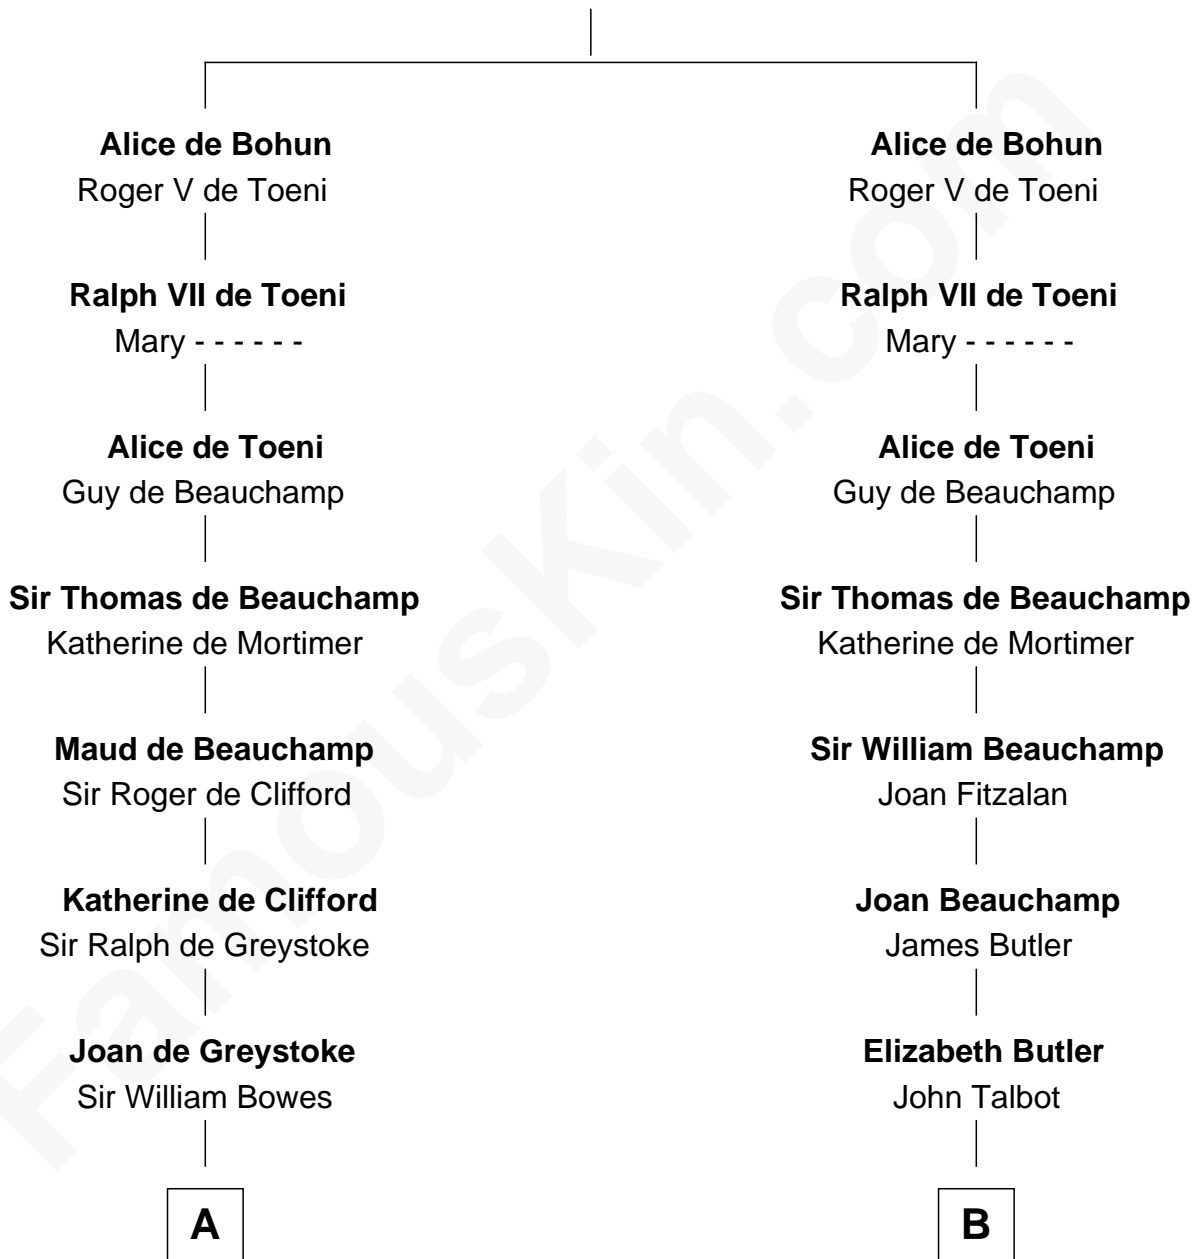 Alice de Bohun
Roger V de Toeni
Ralph VII de Toeni
Mary - - - - - -
Alice de Toeni
Guy de Beauchamp
Sir Thomas de Beauchamp
Katherine de Mortimer
Maud de Beauchamp
Sir Roger de Clifford
Katherine de Clifford
Sir Ralph de Greystoke
Joan de Greystoke
Sir William Bowes
A
Alice de Bohun
Roger V de Toeni
Ralph VII de Toeni
Mary - - - - - -
Alice de Toeni
Guy de Beauchamp
Sir Thomas de Beauchamp
Katherine de Mortimer
Sir William Beauchamp
Joan Fitzalan
Joan Beauchamp
James Butler
Elizabeth Butler
John Talbot
B
FamousKin.com